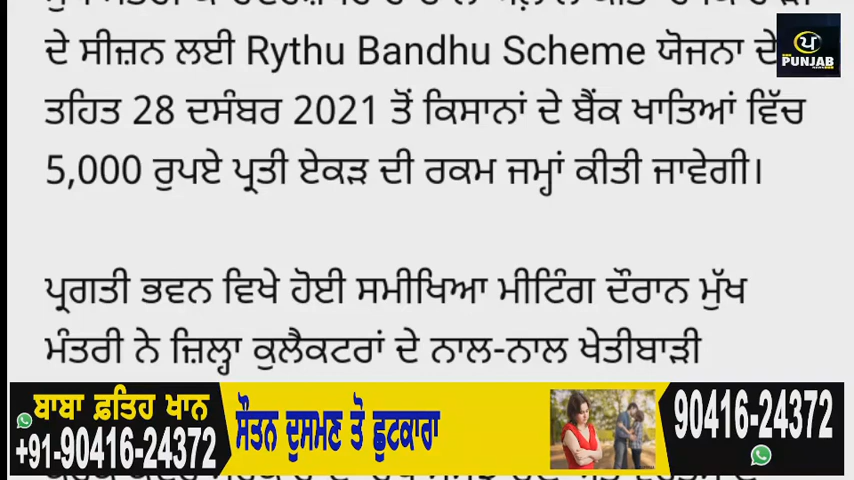 ਦੇ ਸੀਜ਼ਨ ਲਈ Rythu Bandhu Scheme ਯੋਜਨਾ ਦੇ
ਤਹਿਤ 28 ਦਸੰਬਰ 2021 ਤੋਂ ਕਿਸਾਨਾਂ ਦੇ ਬੈਂਕ ਖਾਤਿਆਂ ਵਿੱਚ
5,000 ਰੁਪਏ ਪ੍ਰਤੀ ਏਕੜ ਦੀ ਰਕਮ ਜਮ੍ਹਾਂ ਕੀਤੀ ਜਾਵੇਗੀ।
ਪ੍ਰਗਤੀ ਭਵਨ ਵਿਖੇ ਹੋਈ ਸਮੀਖਿਆ ਮੀਟਿੰਗ ਦੌਰਾਨ ਮੁੱਖ
ਮੰਤਰੀ ਨੇ ਜ਼ਿਲ੍ਹਾ ਕੁਲੈਕਟਰਾਂ ਦੇ ਨਾਲ-ਨਾਲ ਖੇਤੀਬਾੜੀ
ਪ
PUNJAB
ਬਾਬਾ ਫ਼ਤਿਹ ਖਾਨ
+91-90416-24372
ਸੌਤਨ ਦੁਸਮਣ ਤੋ ਛੁਟਕਾਰਾ
90416-24372